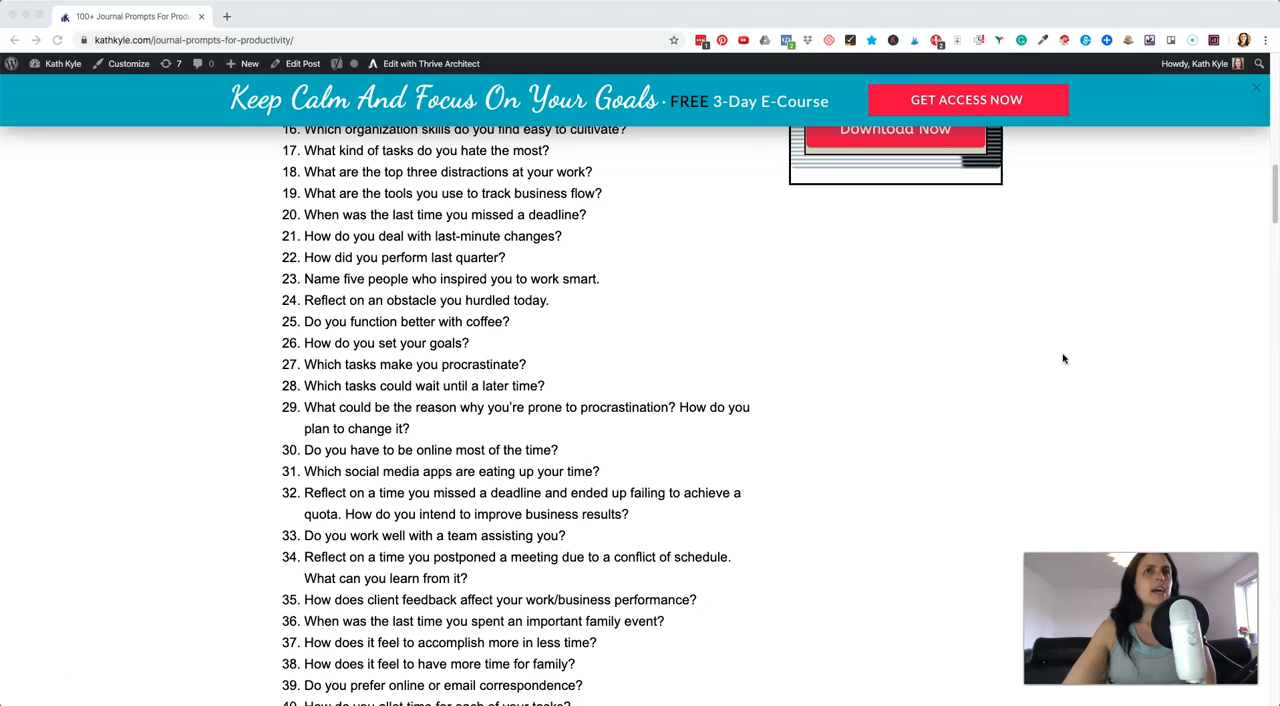 100+ Journal Prompts For Produ
kathkyle.com/journal-prompts-for-productivity/
Kath Kyle Customize 7 0 New Edit Post Edit with Thrive Architect Howdy, Kath Kyle
Keep Calm And Focus On Your Goals · FREE 3-Day E-Course GET ACCESS NOW
16. Which organization skills do you find easy to cultivate?
Download Now
17. What kind of tasks do you hate the most?
18. What are the top three distractions at your work?
19. What are the tools you use to track business flow?
20. When was the last time you missed a deadline?
21. How do you deal with last-minute changes?
22. How did you perform last quarter?
23. Name five people who inspired you to work smart.
24. Reflect on an obstacle you hurdled today.
25. Do you function better with coffee?
26. How do you set your goals?
27. Which tasks make you procrastinate?
28. Which tasks could wait until a later time?
29. What could be the reason why you’re prone to procrastination? How do you
plan to change it?
30. Do you have to be online most of the time?
31. Which social media apps are eating up your time?
32. Reflect on a time you missed a deadline and ended up failing to achieve a
quota. How do you intend to improve business results?
33. Do you work well with a team assisting you?
34. Reflect on a time you postponed a meeting due to a conflict of schedule.
What can you learn from it?
35. How does client feedback affect your work/business performance?
36. When was the last time you spent an important family event?
37. How does it feel to accomplish more in less time?
38. How does it feel to have more time for family?
39. Do you prefer online or email correspondence?
40. How do you allot time for each of your tasks?